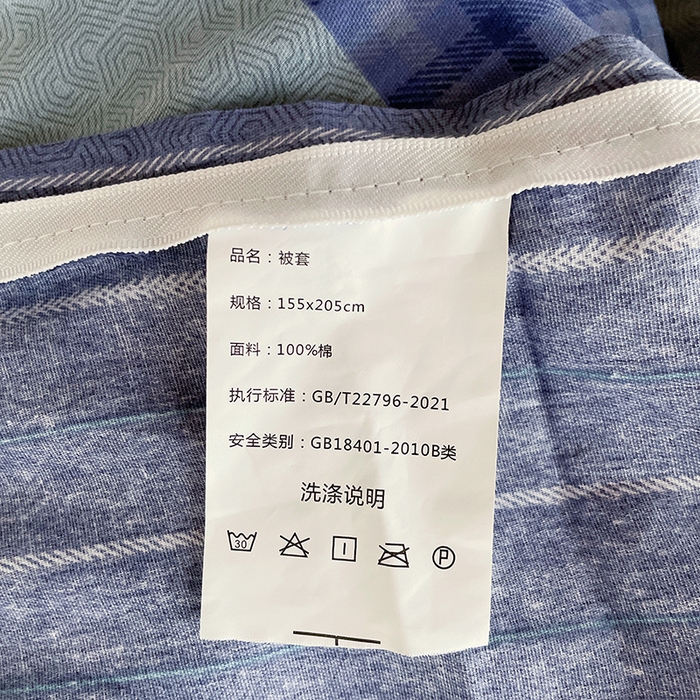 品名：被套
规格：155x205cm
面料：100%棉
执行标准：GB/T22796-2021
安全类别：GB18401-2010B类
洗涤说明
30 P